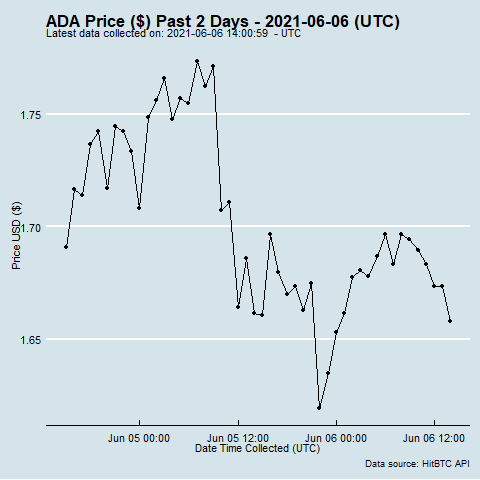 ADA Price ($) Past 2 Days - 2021-06-06 (UTC)
Latest data collected on: 2021-06-06 14:00:59 - UTC
1.75
1.70
1.65
Price USD ($)
Jun 05 00:00 Jun 05 12:00 Jun 06 00:00 Jun 06 12:00
Date Time Collected (UTC)
Data source: HitBTC API